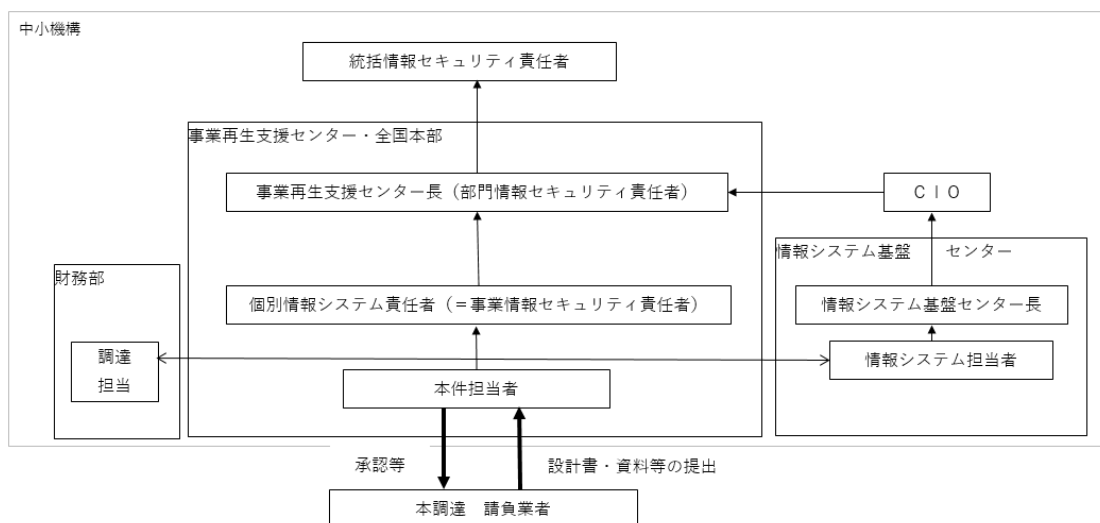 中小機構
統括情報セキュリティ責任者
事業再生支援センター・全国本部
事業再生支援センター長（部門情報セキュリティ責任者）
ＣＩＯ
情報システム基盤　センター
財務部
個別情報システム責任者（＝事業情報セキュリティ責任者）
情報システム基盤センター長
調達
担当
情報システム担当者
本件担当者
承認等
設計書・資料等の提出
本調達　請負業者